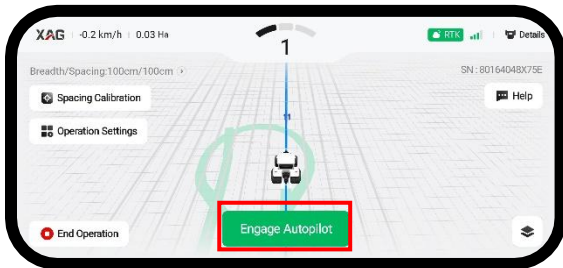 XAG -0.2 km/h 0.03 Ha
1
RTK Details
Breadth/Spacing:100cm/100cm
SN : 80164048X75E
Spacing Calibration
Help
11
Operation Settings
End Operation
Engage Autopilot